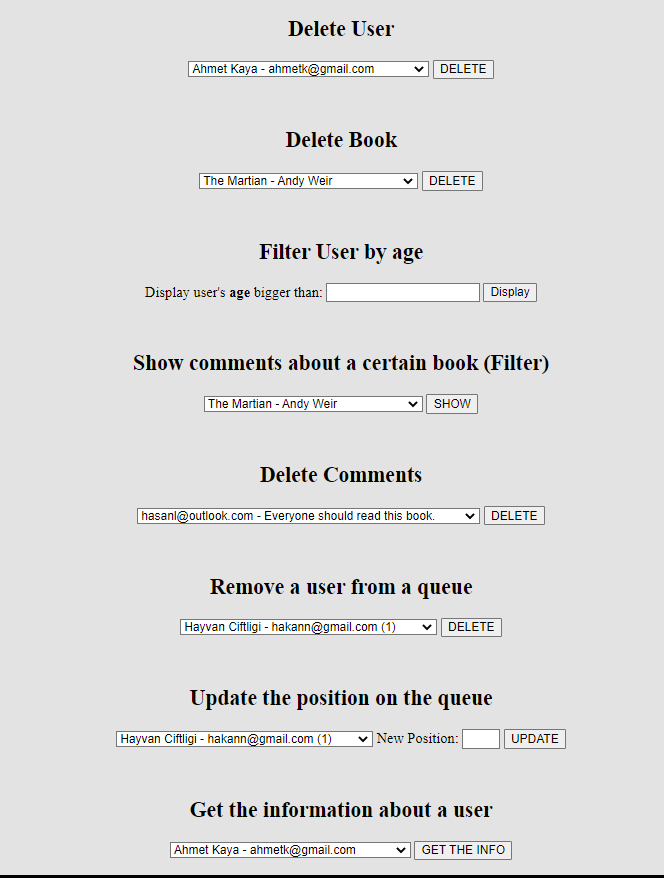 Delete User
Ahmet Kaya - ahmetk@gmail.com DELETE
Delete Book
The Martian - Andy Weir DELETE
Filter User by age
Display user's age bigger than: Display
Show comments about a certain book (Filter)
The Martian - Andy Weir SHOW
Delete Comments
hasanl@outlook.com - Everyone should read this book. DELETE
Remove a user from a queue
Hayvan Ciftligi - hakann@gmail.com (1) DELETE
Update the position on the queue
Hayvan Ciftligi - hakann@gmail.com (1) New Position: UPDATE
Get the information about a user
Ahmet Kaya - ahmetk@gmail.com GET THE INFO